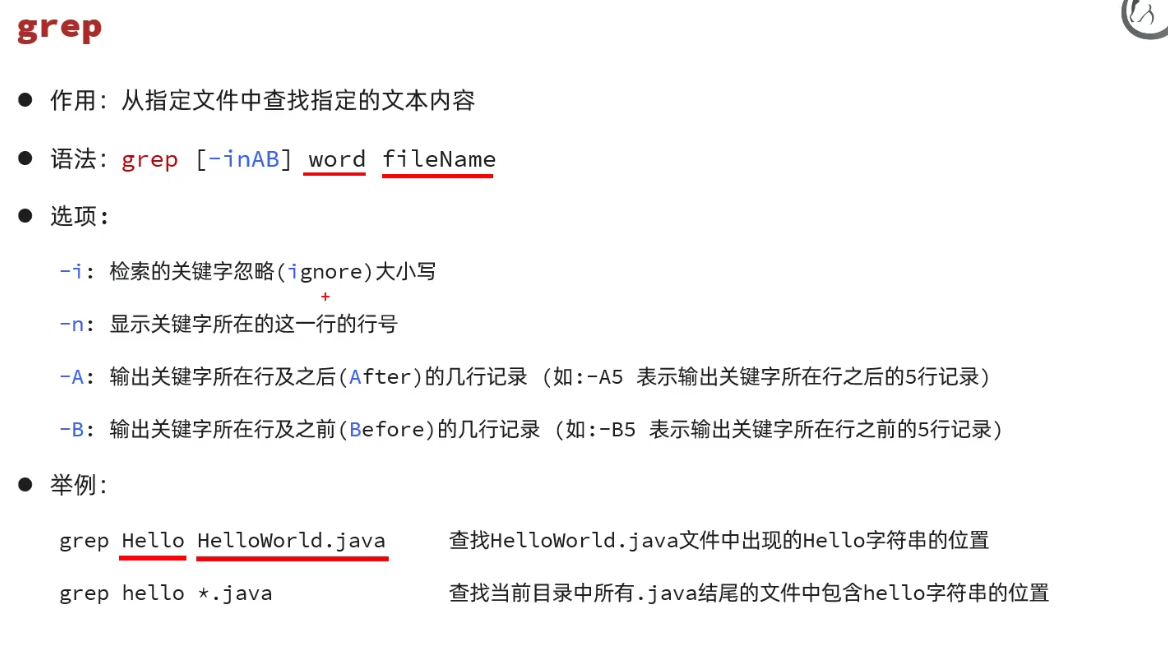 grep
● 作用：从指定文件中查找指定的文本内容
● 语法：grep [-inAB] word fileName
● 选项:
-i: 检索的关键字忽略(ignore)大小写
-n: 显示关键字所在的这一行的行号
-A: 输出关键字所在行及之后(After)的几行记录 (如:-A5 表示输出关键字所在行之后的5行记录)
-B: 输出关键字所在行及之前(Before)的几行记录 (如:-B5 表示输出关键字所在行之前的5行记录)
● 举例：
grep Hello HelloWorld.java 查找HelloWorld.java文件中出现的Hello字符串的位置
grep hello *.java 查找当前目录中所有.java结尾的文件中包含hello字符串的位置